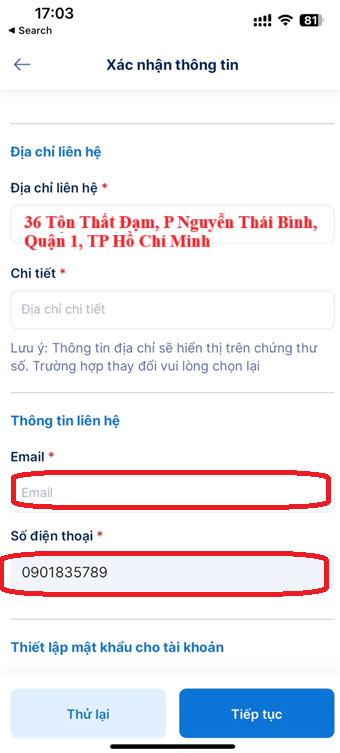 17:03
81
Search
Xác nhận thông tin
Địa chỉ liên hệ
Địa chỉ liên hệ *
36 Tôn Thất Đạm, P Nguyễn Thái Bình,
Quận 1, TP Hồ Chí Minh
Chi tiết *
Địa chỉ chi tiết
Lưu ý: Thông tin địa chỉ sẽ hiển thị trên chứng thư
số. Trường hợp thay đổi vui lòng chọn lại
Thông tin liên hệ
Email *
Email
Số điện thoại *
0901835789
Thiết lập mật khẩu cho tài khoản
Thử lại
Tiếp tục